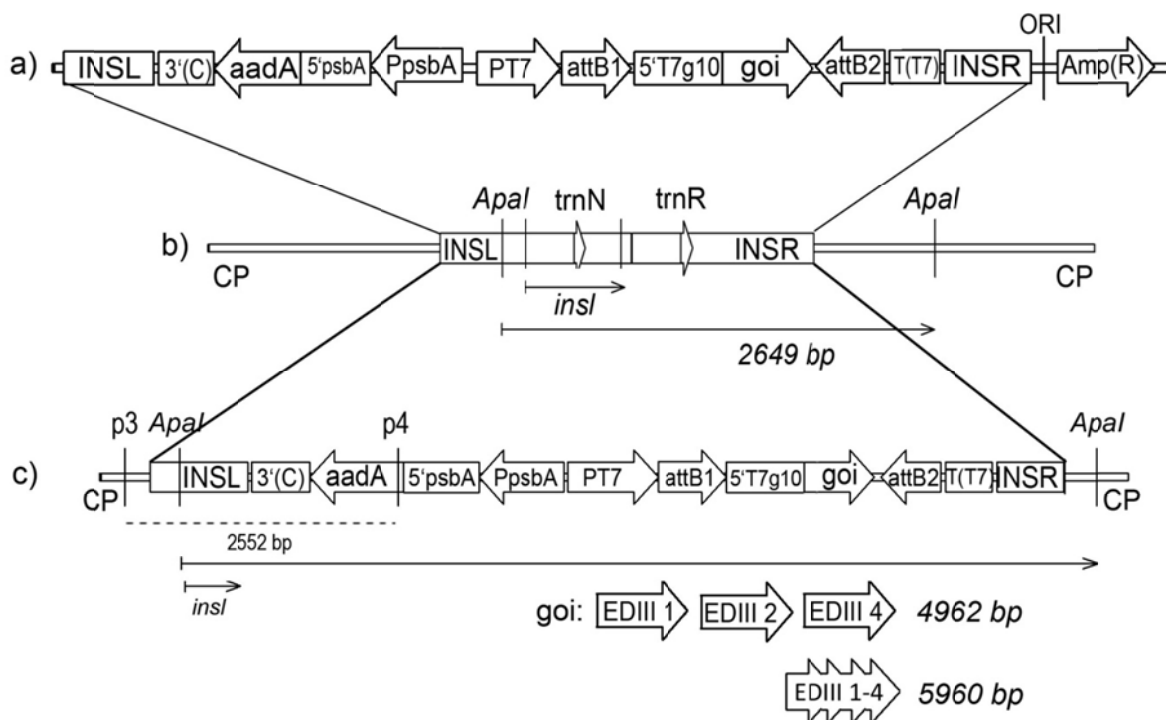 ORI
a) INSL 3'(C) aadA 5'psbA PpsbA PT7 attB1 5'T7g10 goi attB2 T(T7) INSR Amp(R)
ApaI trnN trnR ApaI
b) CP INSL INSR CP
insI
2649 bp
p3 ApaI p4 ApaI
c) CP INSL 3'(C) aadA 5'psbA PpsbA PT7 attB1 5'T7g10 goi attB2 T(T7) INSR CP
2552 bp
insI
goi: EDIII 1 EDIII 2 EDIII 4 4962 bp
EDIII 1-4 5960 bp